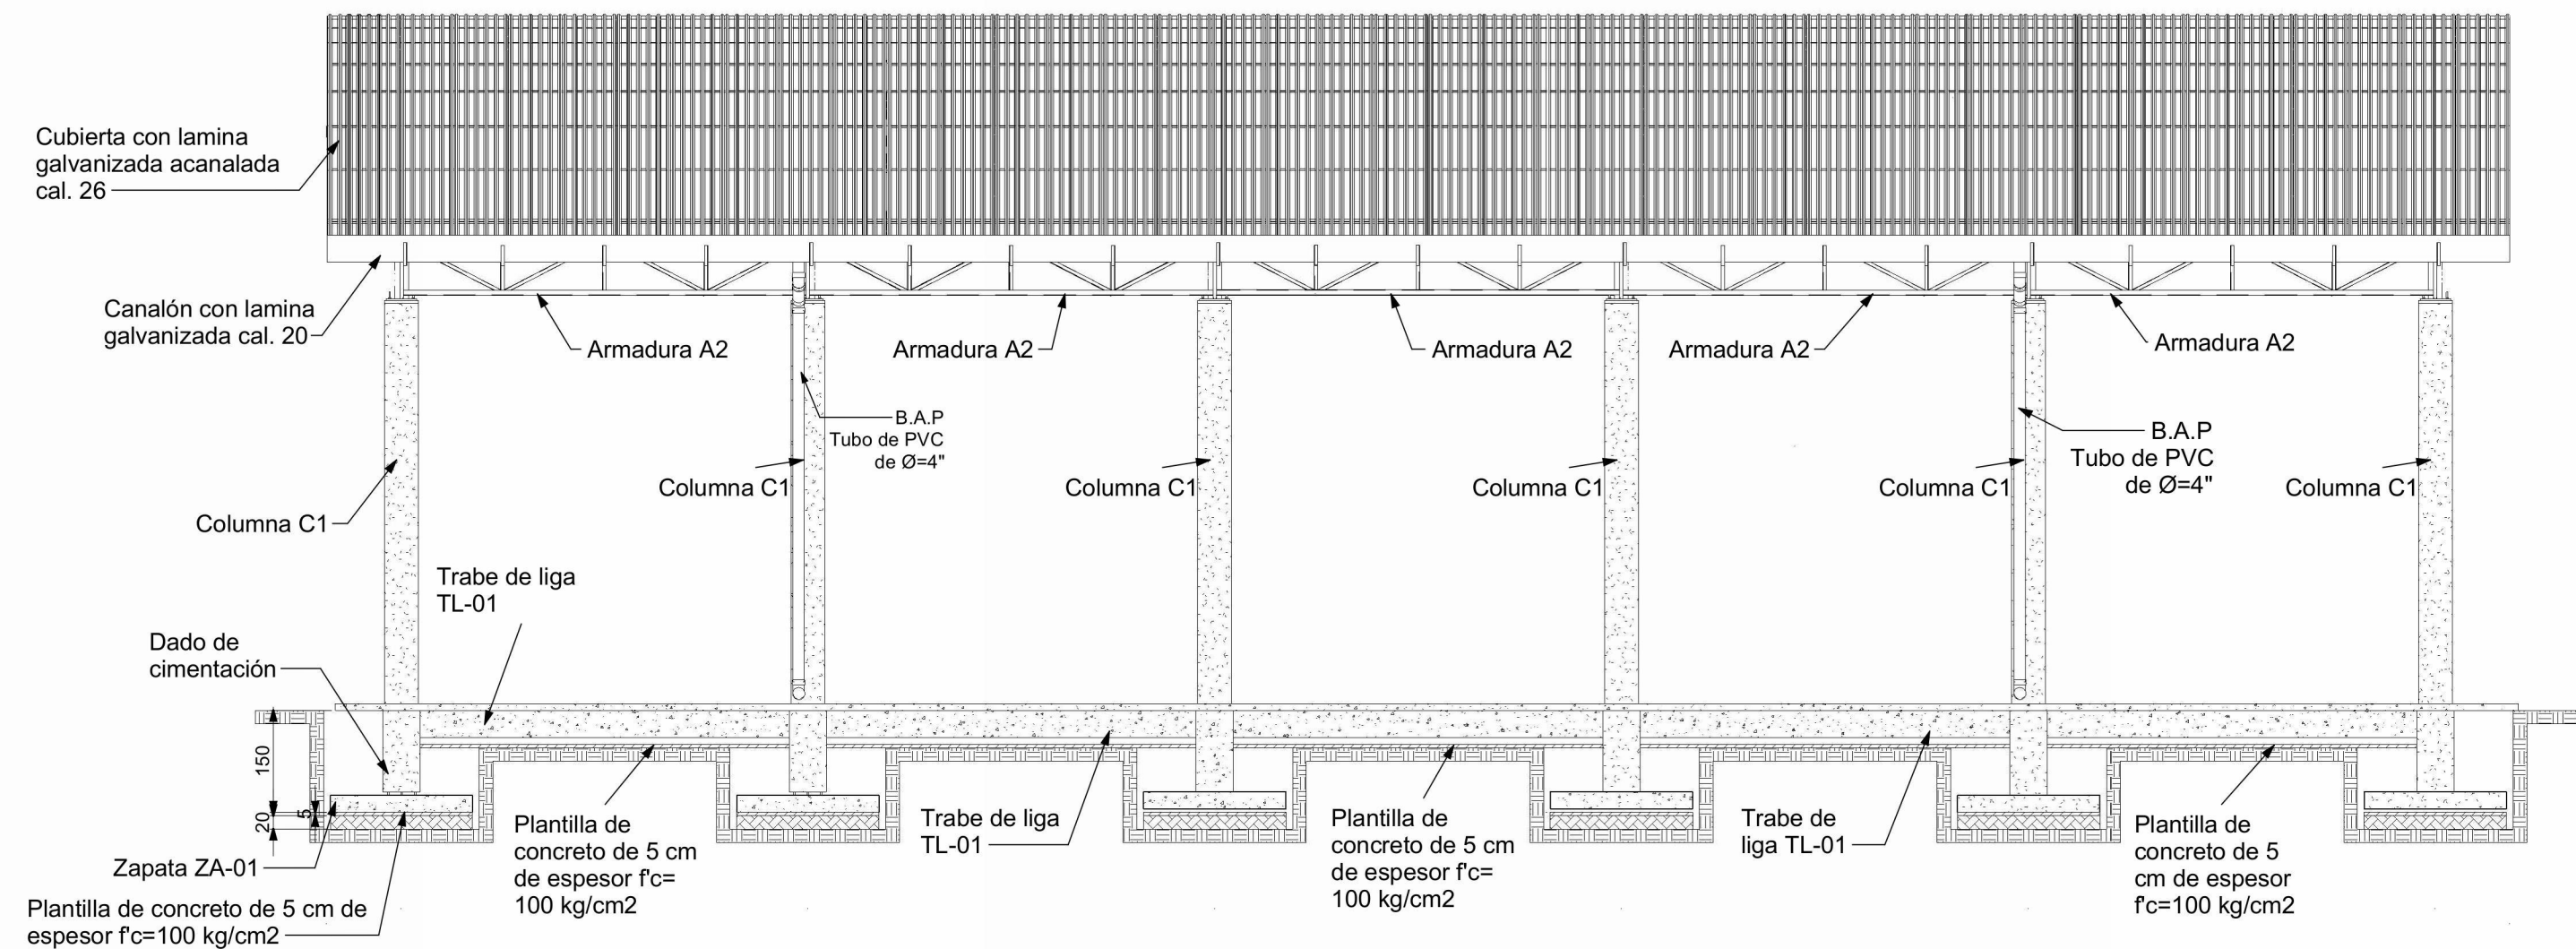 Cubierta con lamina
galvanizada acanalada
cal. 26
Canalón con lamina
galvanizada cal. 20
Armadura A2
Armadura A2
Armadura A2
Armadura A2
Armadura A2
B.A.P
Tubo de PVC
de Ø=4"
B.A.P
Tubo de PVC
de Ø=4"
Columna C1
Columna C1
Columna C1
Columna C1
Columna C1
Columna C1
Trabe de liga
TL-01
Dado de
cimentación
150
20
5
Zapata ZA-01
Plantilla de concreto de 5 cm de
espesor f'c=100 kg/cm2
Plantilla de
concreto de 5 cm
de espesor f'c=
100 kg/cm2
Trabe de liga
TL-01
Plantilla de
concreto de 5 cm
de espesor f'c=
100 kg/cm2
Trabe de
liga TL-01
Plantilla de
concreto de 5
cm de espesor
f'c=100 kg/cm2